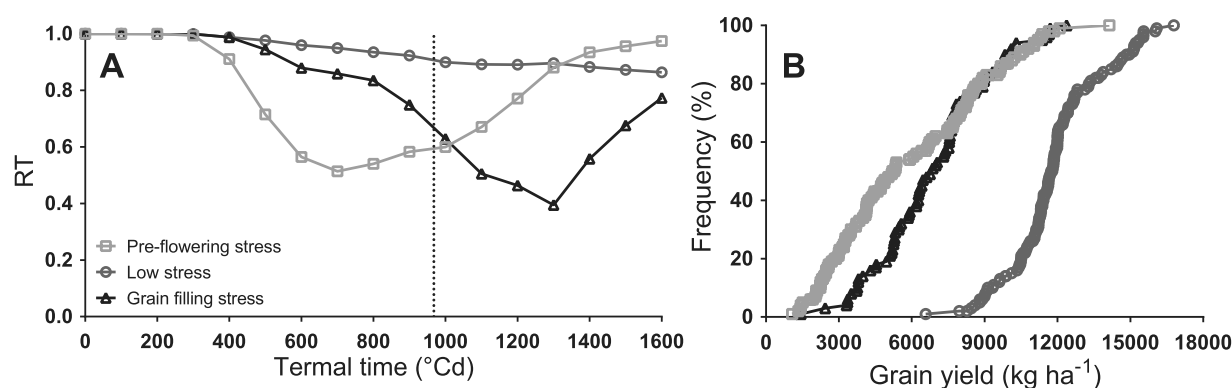 A
RT
1.0
0.8
0.6
0.4
0.2
0.0
Pre-flowering stress
Low stress
Grain filling stress
0 200 400 600 800 1000 1200 1400 1600
Termal time (°Cd)
B
Frequency (%)
100
80
60
40
20
0
0 3000 6000 9000 12000 15000 18000
Grain yield (kg ha-1)